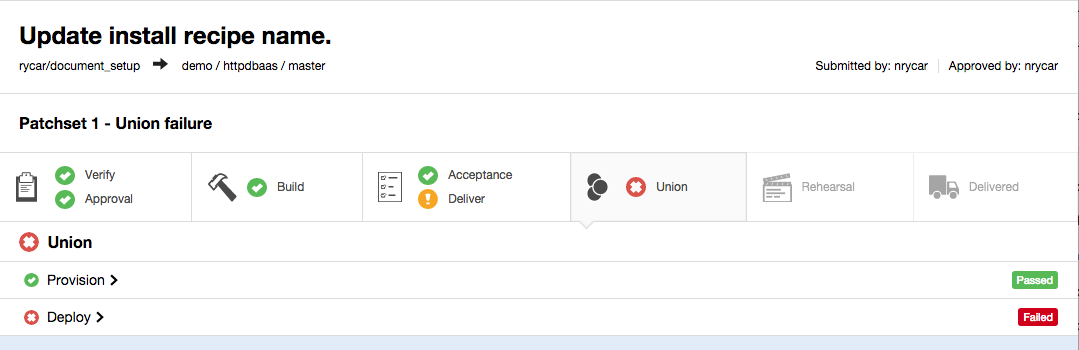 Update install recipe name.
rycar/document_setup → demo / httpdbaas / master Submitted by: nrycar Approved by: nrycar
Patchset 1 - Union failure
Verify
Approval
Build
Acceptance
Deliver
Union
Rehearsal
Delivered
Union
Provision Passed
Deploy Failed